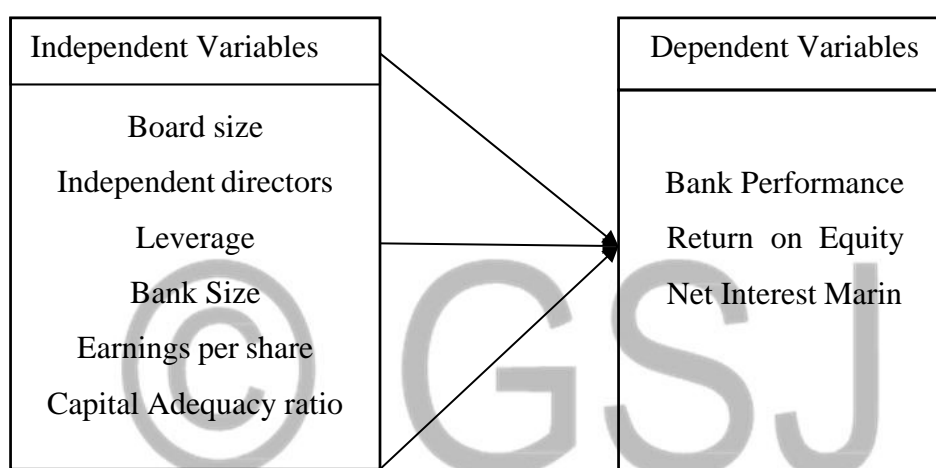 Independent Variables
Board size
Independent directors
Leverage
Bank Size
Earnings per share
Capital Adequacy ratio
Dependent Variables
Bank Performance
Return on Equity
Net Interest Marin
© GSJ